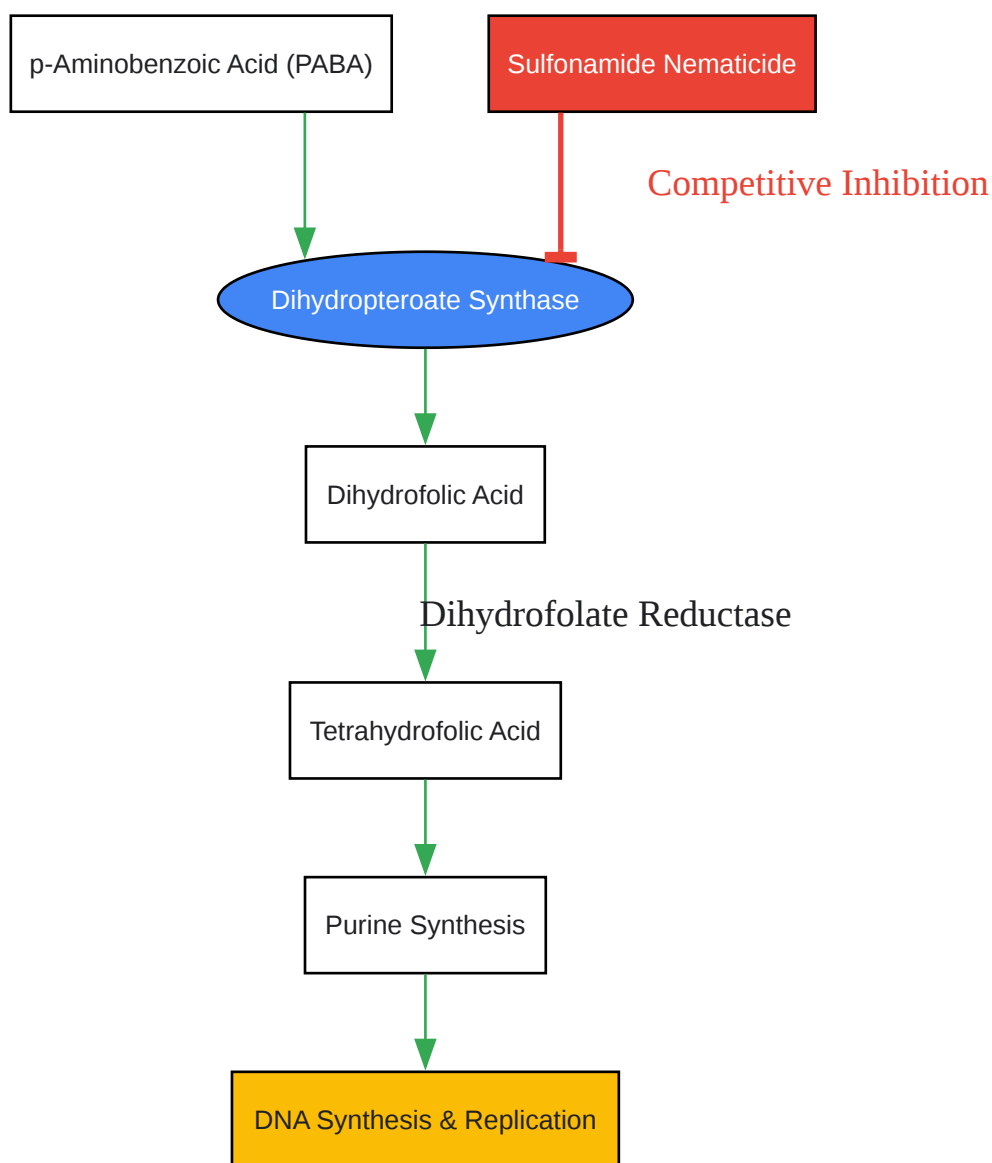 p-Aminobenzoic Acid (PABA)
Sulfonamide Nematicide
Competitive Inhibition
Dihydropteroate Synthase
Dihydrofolic Acid
Dihydrofolate Reductase
Tetrahydrofolic Acid
Purine Synthesis
DNA Synthesis & Replication